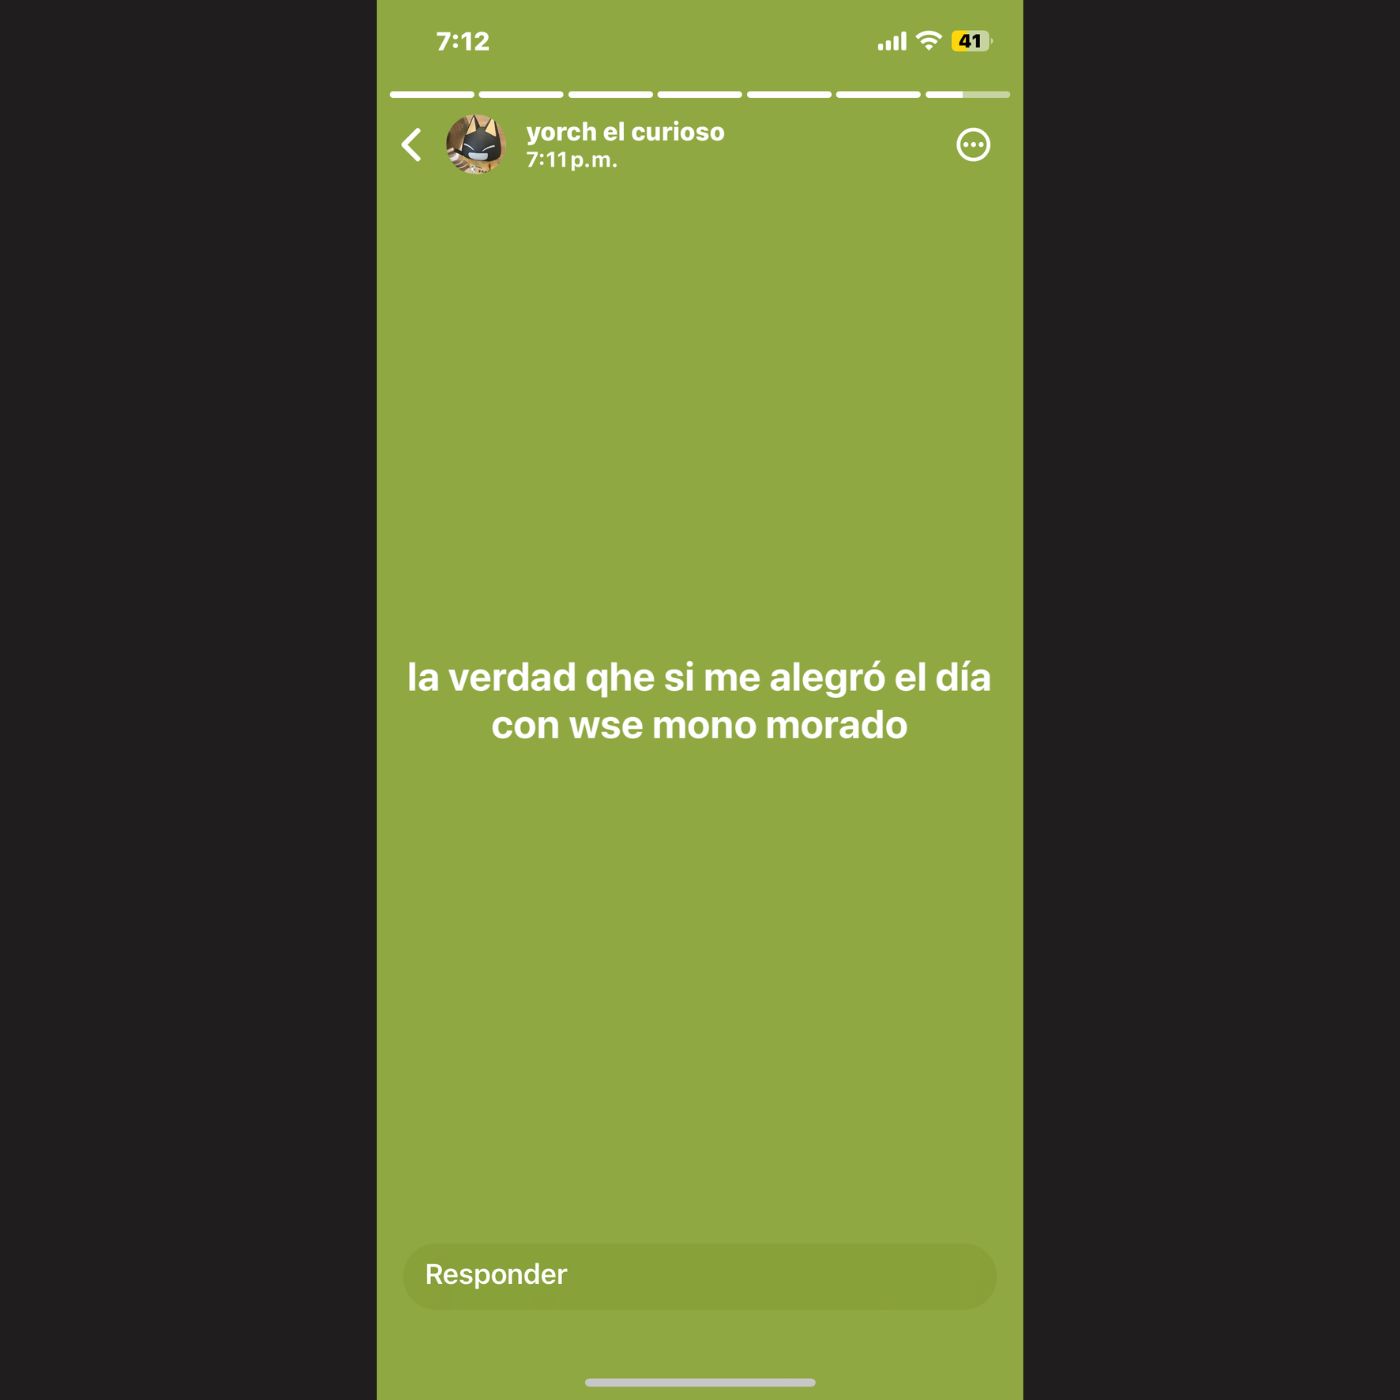 7:12
41
yorch el curioso
7:11 p.m.
la verdad qhe si me alegró el día
con wse mono morado
Responder